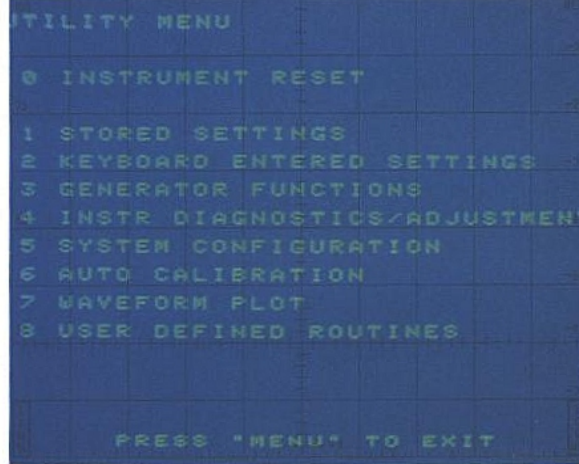 UTILITY MENU
0 INSTRUMENT RESET
1 STORED SETTINGS
2 KEYBOARD ENTERED SETTINGS
3 GENERATOR FUNCTIONS
4 INSTR DIAGNOSTICS/ADJUSTMEN
5 SYSTEM CONFIGURATION
6 AUTO CALIBRATION
7 WAVEFORM PLOT
8 USER DEFINED ROUTINES
PRESS "MENU" TO EXIT